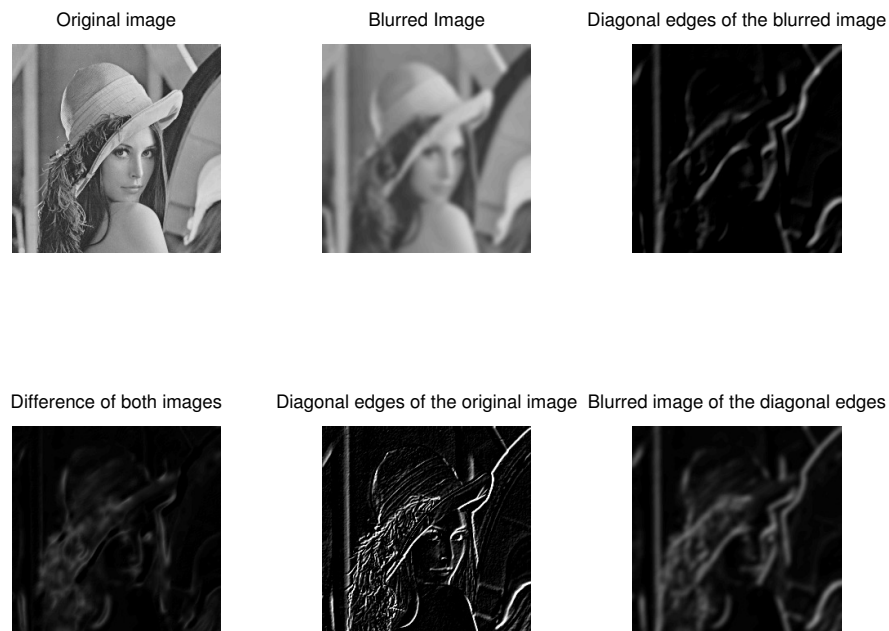 Original image
Blurred Image
Diagonal edges of the blurred image
Difference of both images
Diagonal edges of the original image
Blurred image of the diagonal edges